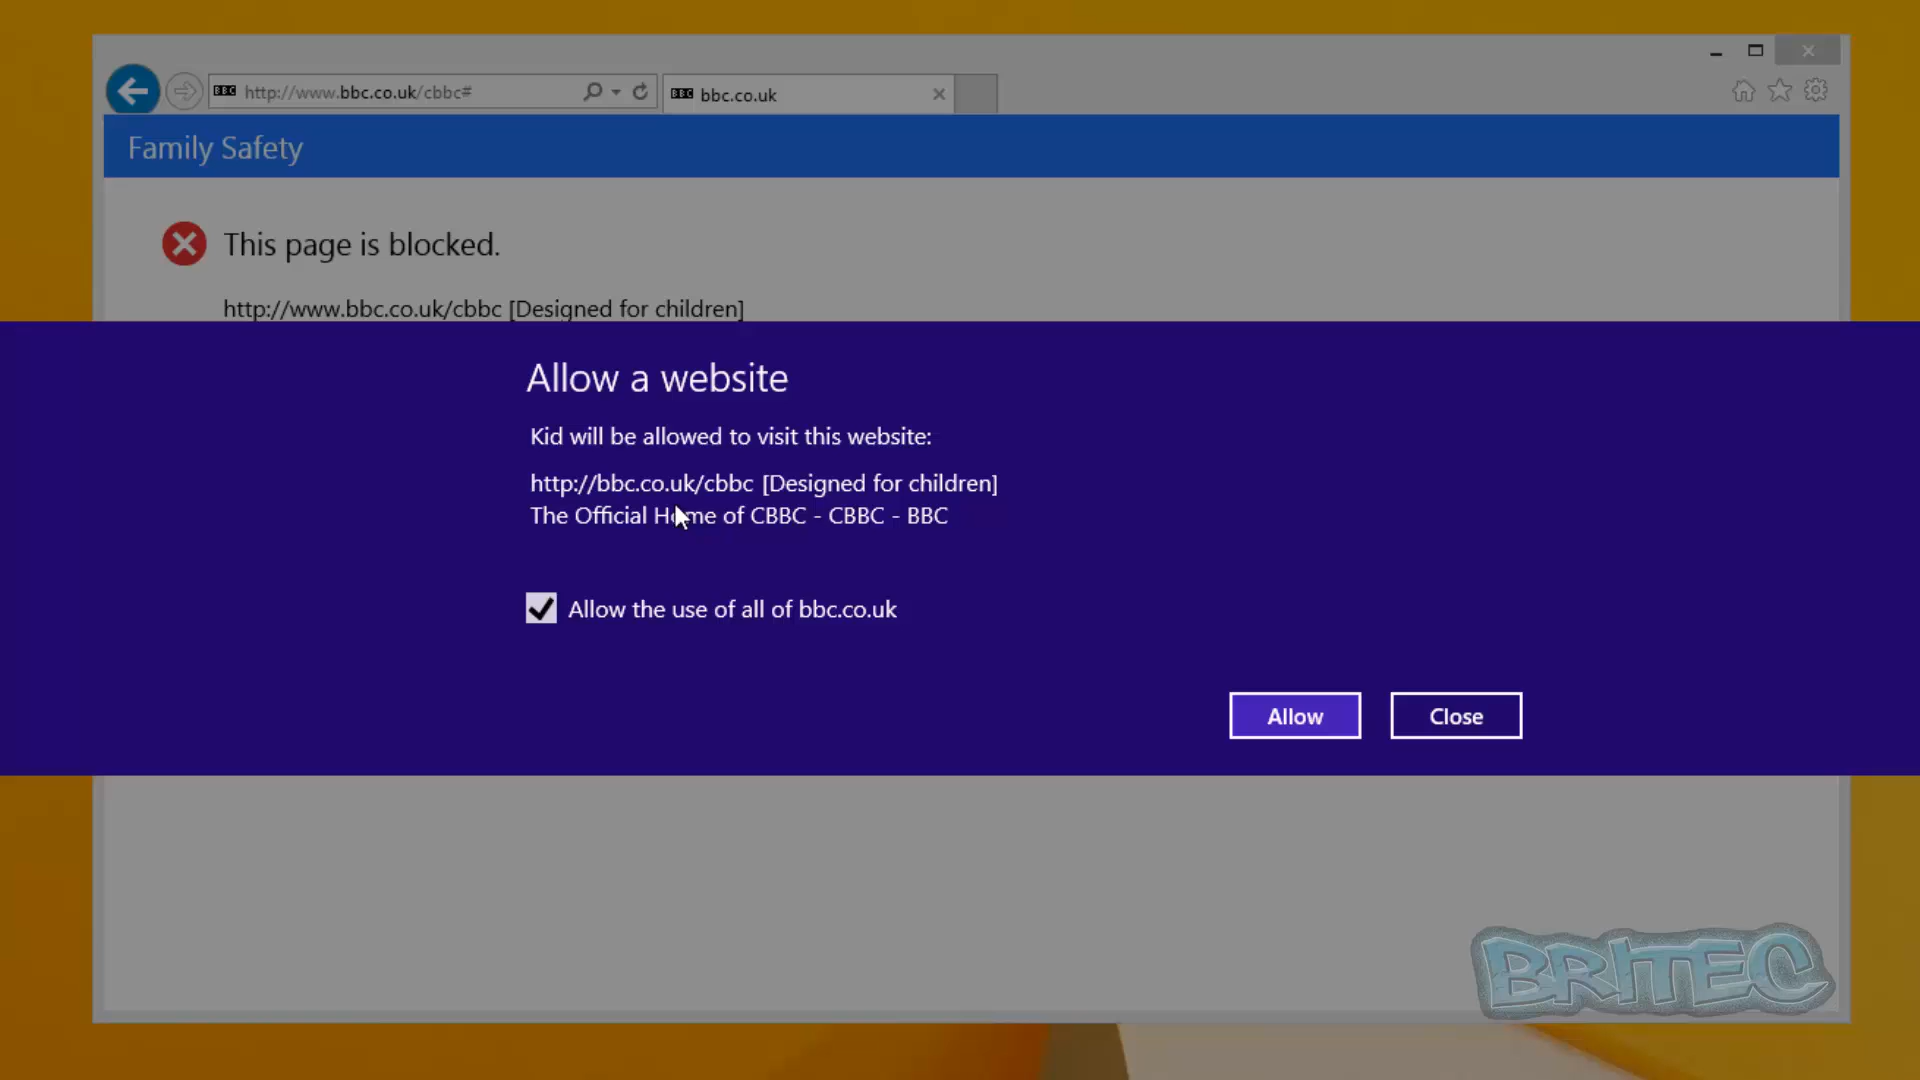 BBC http://www.bbc.co.uk/cbbc#
BBC bbc.co.uk
Family Safety
This page is blocked.
http://www.bbc.co.uk/cbbc [Designed for children]
Allow a website
Kid will be allowed to visit this website:
http://bbc.co.uk/cbbc [Designed for children]
The Official Home of CBBC - CBBC - BBC
Allow the use of all of bbc.co.uk
Allow
Close
BRITEC